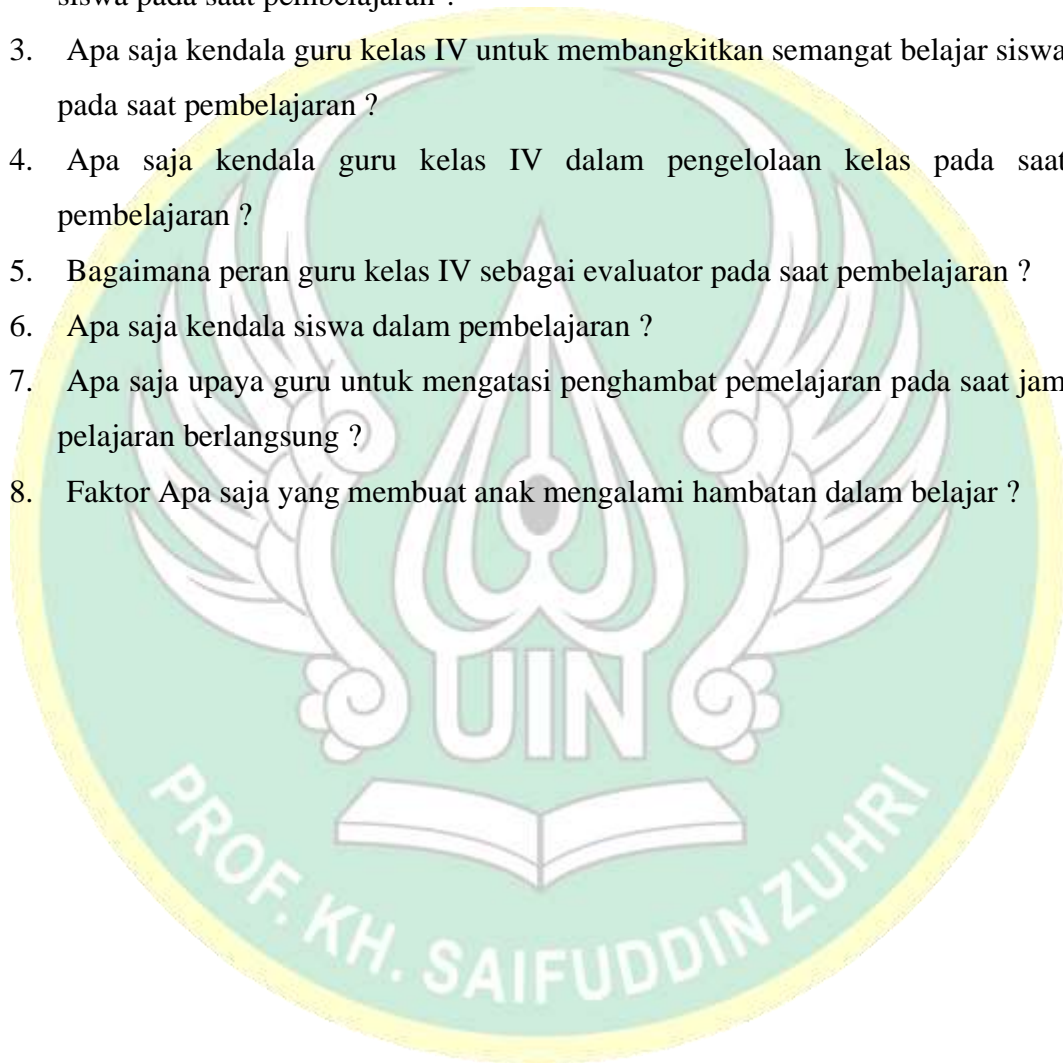 siswa pada saat pembelajaran ?
3. Apa saja kendala guru kelas IV untuk membangkitkan semangat belajar siswa
pada saat pembelajaran ?
4. Apa saja kendala guru kelas IV dalam pengelolaan kelas pada saat
pembelajaran ?
5. Bagaimana peran guru kelas IV sebagai evaluator pada saat pembelajaran ?
6. Apa saja kendala siswa dalam pembelajaran ?
7. Apa saja upaya guru untuk mengatasi penghambat pemelajaran pada saat jam
pelajaran berlangsung ?
8. Faktor Apa saja yang membuat anak mengalami hambatan dalam belajar ?
UIN
PROF. KH. SAIFUDDIN ZUHRI